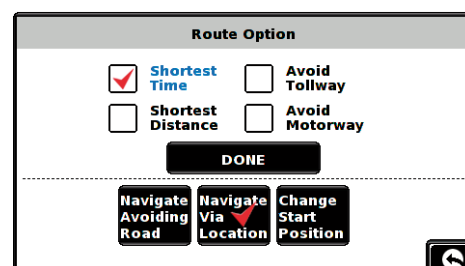 Route Option
Shortest Time
Avoid Tollway
Shortest Distance
Avoid Motorway
DONE
Navigate Avoiding Road
Navigate Via Location
Change Start Position